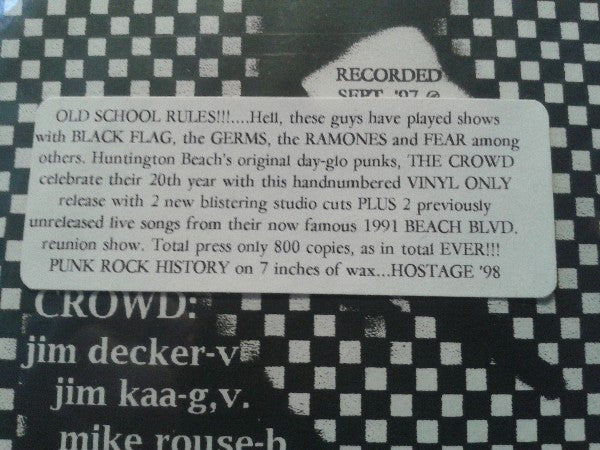 RECORDED
SEPT. '97 @
OLD SCHOOL RULES!!!....Hell, these guys have played shows
with BLACK FLAG, the GERMS, the RAMONES and FEAR among
others. Huntington Beach's original day-glo punks, THE CROWD
celebrate their 20th year with this handnumbered VINYL ONLY
release with 2 new blistering studio cuts PLUS 2 previously
unreleased live songs from their now famous 1991 BEACH BLVD.
reunion show. Total press only 800 copies, as in total EVER!!!
PUNK ROCK HISTORY on 7 inches of wax...HOSTAGE '98
CROWD:
jim decker-v
jim kaa-g,v.
mike rouse-b